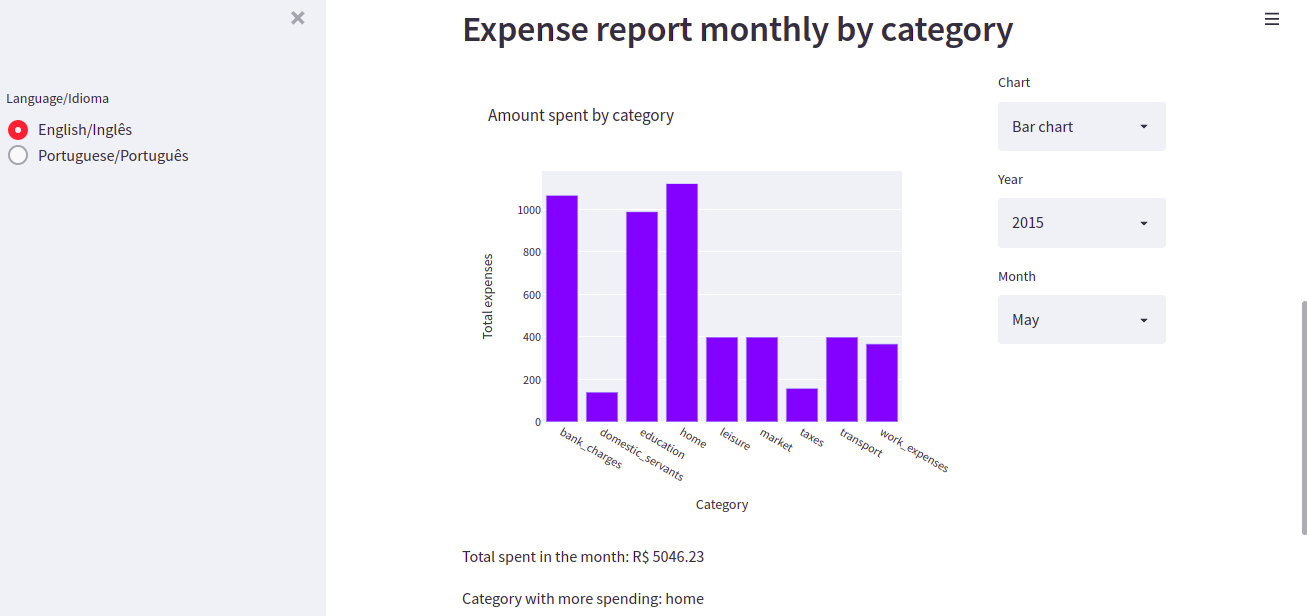 ×
Language/Idioma
English/Inglês
Portuguese/Português
Expense report monthly by category
Amount spent by category
Total expenses
1000
800
600
400
200
0
bank_charges
domestic_servants
education
home
leisure
market
taxes
transport
work_expenses
Category
Chart
Bar chart
Year
2015
Month
May
Total spent in the month: R$ 5046.23
Category with more spending: home